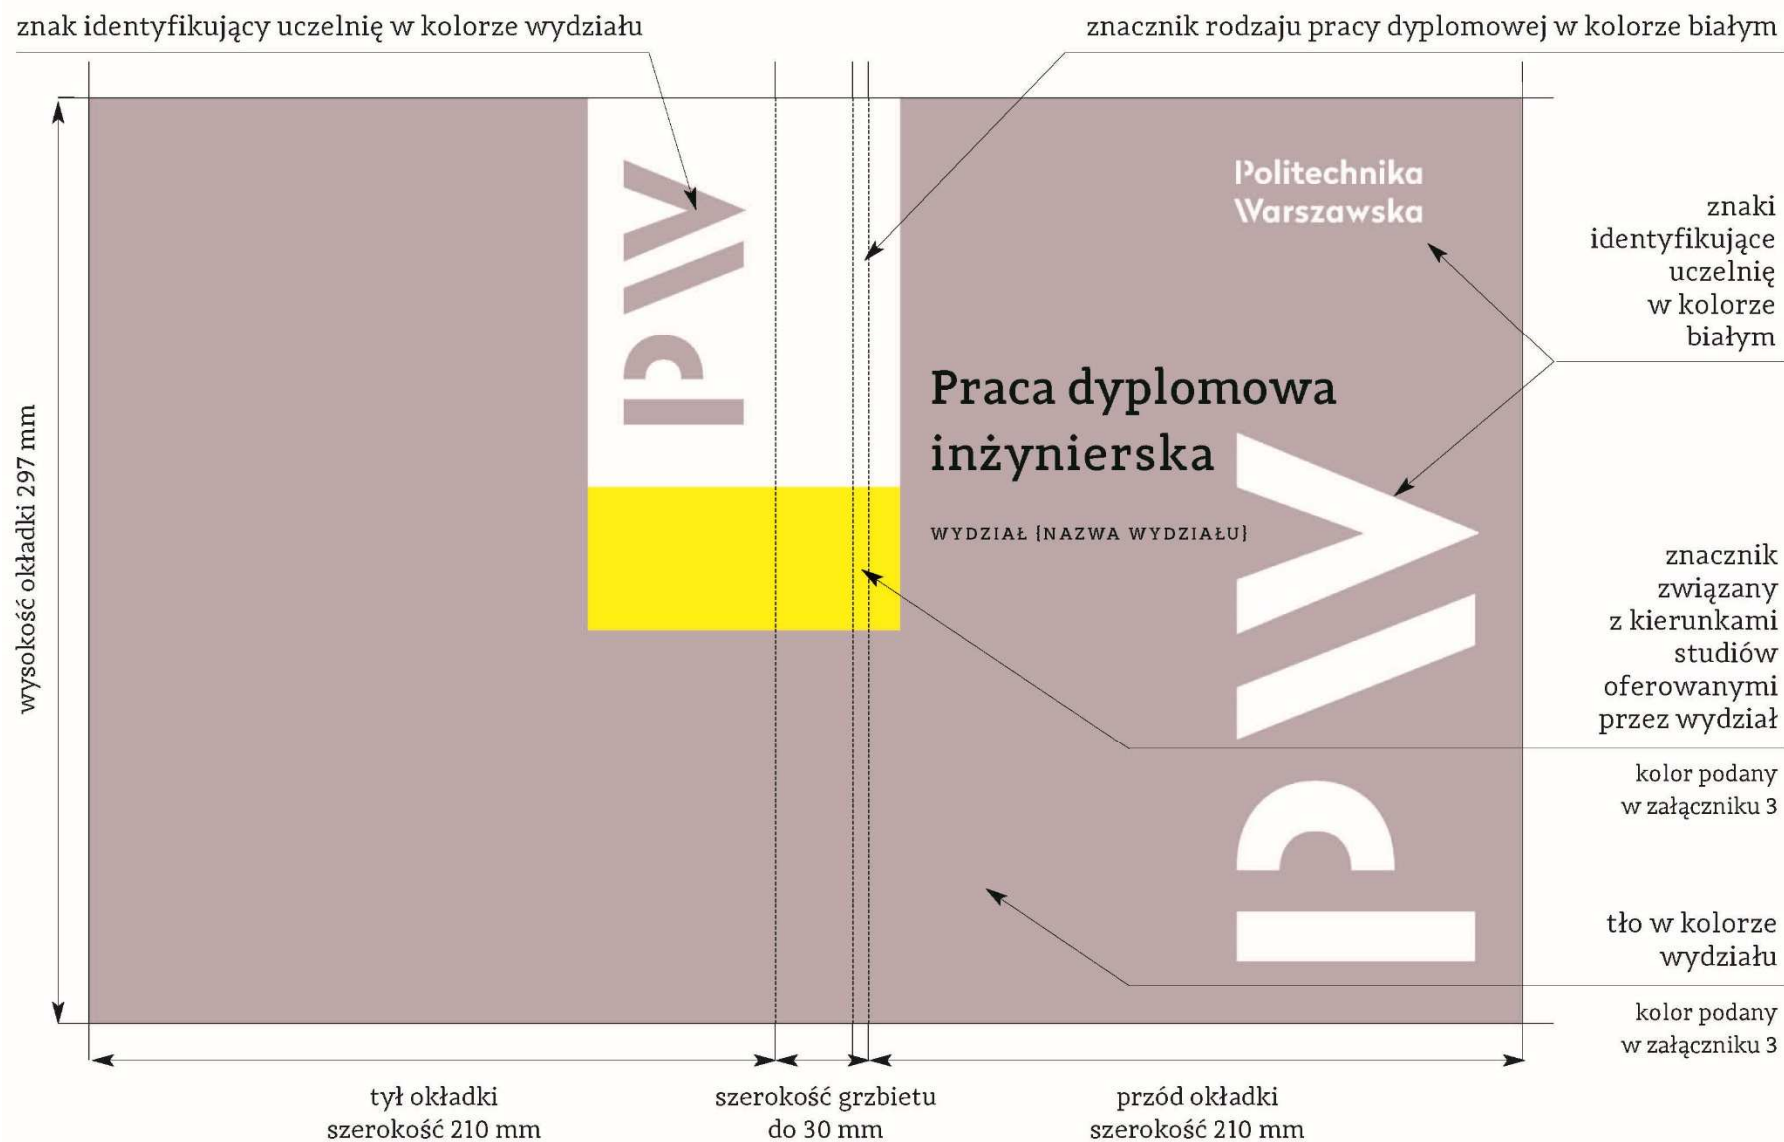 znak identyfikujący uczelnię w kolorze wydziału
znacznik rodzaju pracy dyplomowej w kolorze białym
PW
Politechnika
Warszawska
znaki
identyfikujące
uczelnię
w kolorze
białym
Praca dyplomowa
inżynierska
WYDZIAŁ {NAZWA WYDZIAŁU}
PW
wysokość okładki 297 mm
znacznik
związany
z kierunkami
studiów
oferowanymi
przez wydział
kolor podany
w załączniku 3
tło w kolorze
wydziału
kolor podany
w załączniku 3
tył okładki
szerokość 210 mm
szerokość grzbietu
do 30 mm
przód okładki
szerokość 210 mm